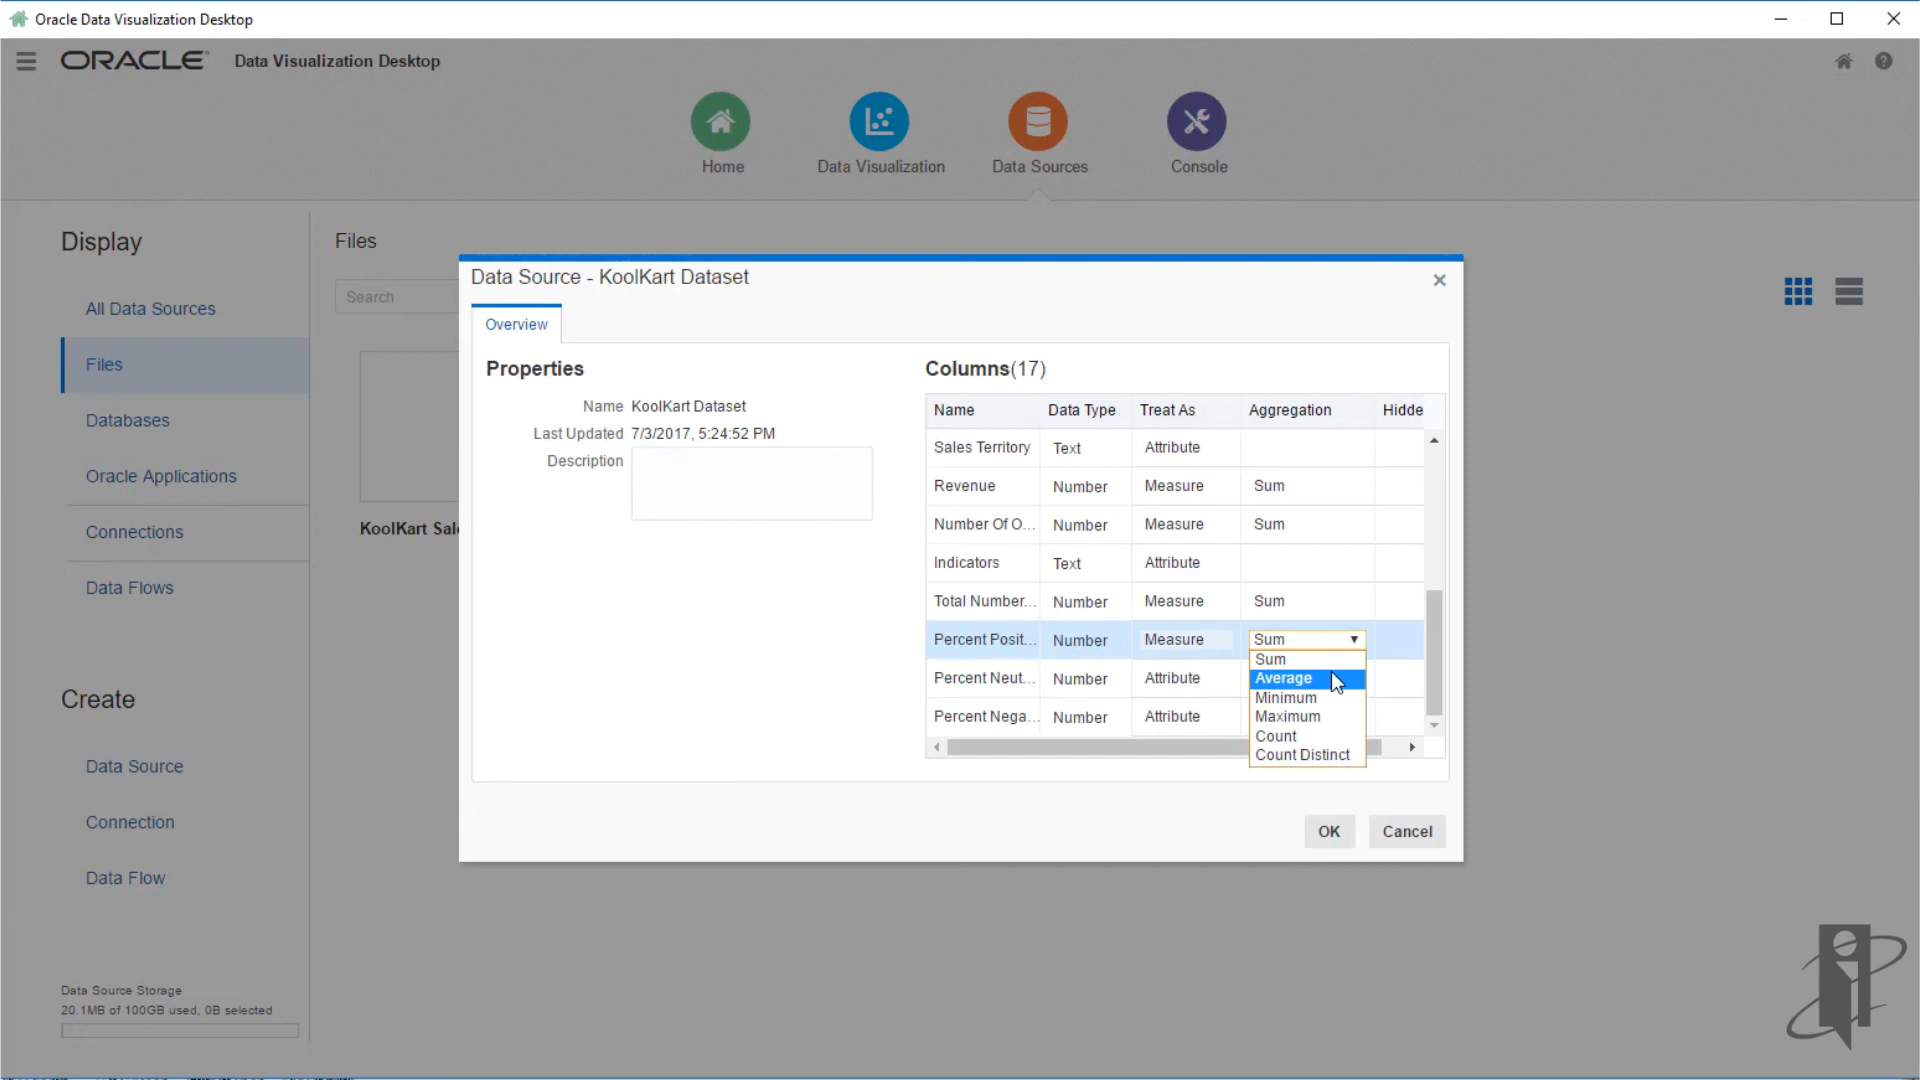 Oracle Data Visualization Desktop
ORACLE Data Visualization Desktop
Home
Data Visualization
Data Sources
Console
Display
All Data Sources
Files
Databases
Oracle Applications
Connections
Data Flows
Create
Data Source
Connection
Data Flow
Data Source Storage
20.1MB of 100GB used, 0B selected
Files
Search
KoolKart Sal
Data Source - KoolKart Dataset
Overview
Properties
Name KoolKart Dataset
Last Updated 7/3/2017, 5:24:52 PM
Description
Columns(17)
Name Data Type Treat As Aggregation Hidde
Sales Territory Text Attribute
Revenue Number Measure Sum
Number Of O... Number Measure Sum
Indicators Text Attribute
Total Number... Number Measure Sum
Percent Posit... Number Measure Sum
Percent Neut... Number Attribute
Percent Nega... Number Attribute
Sum
Average
Minimum
Maximum
Count
Count Distinct
OK Cancel